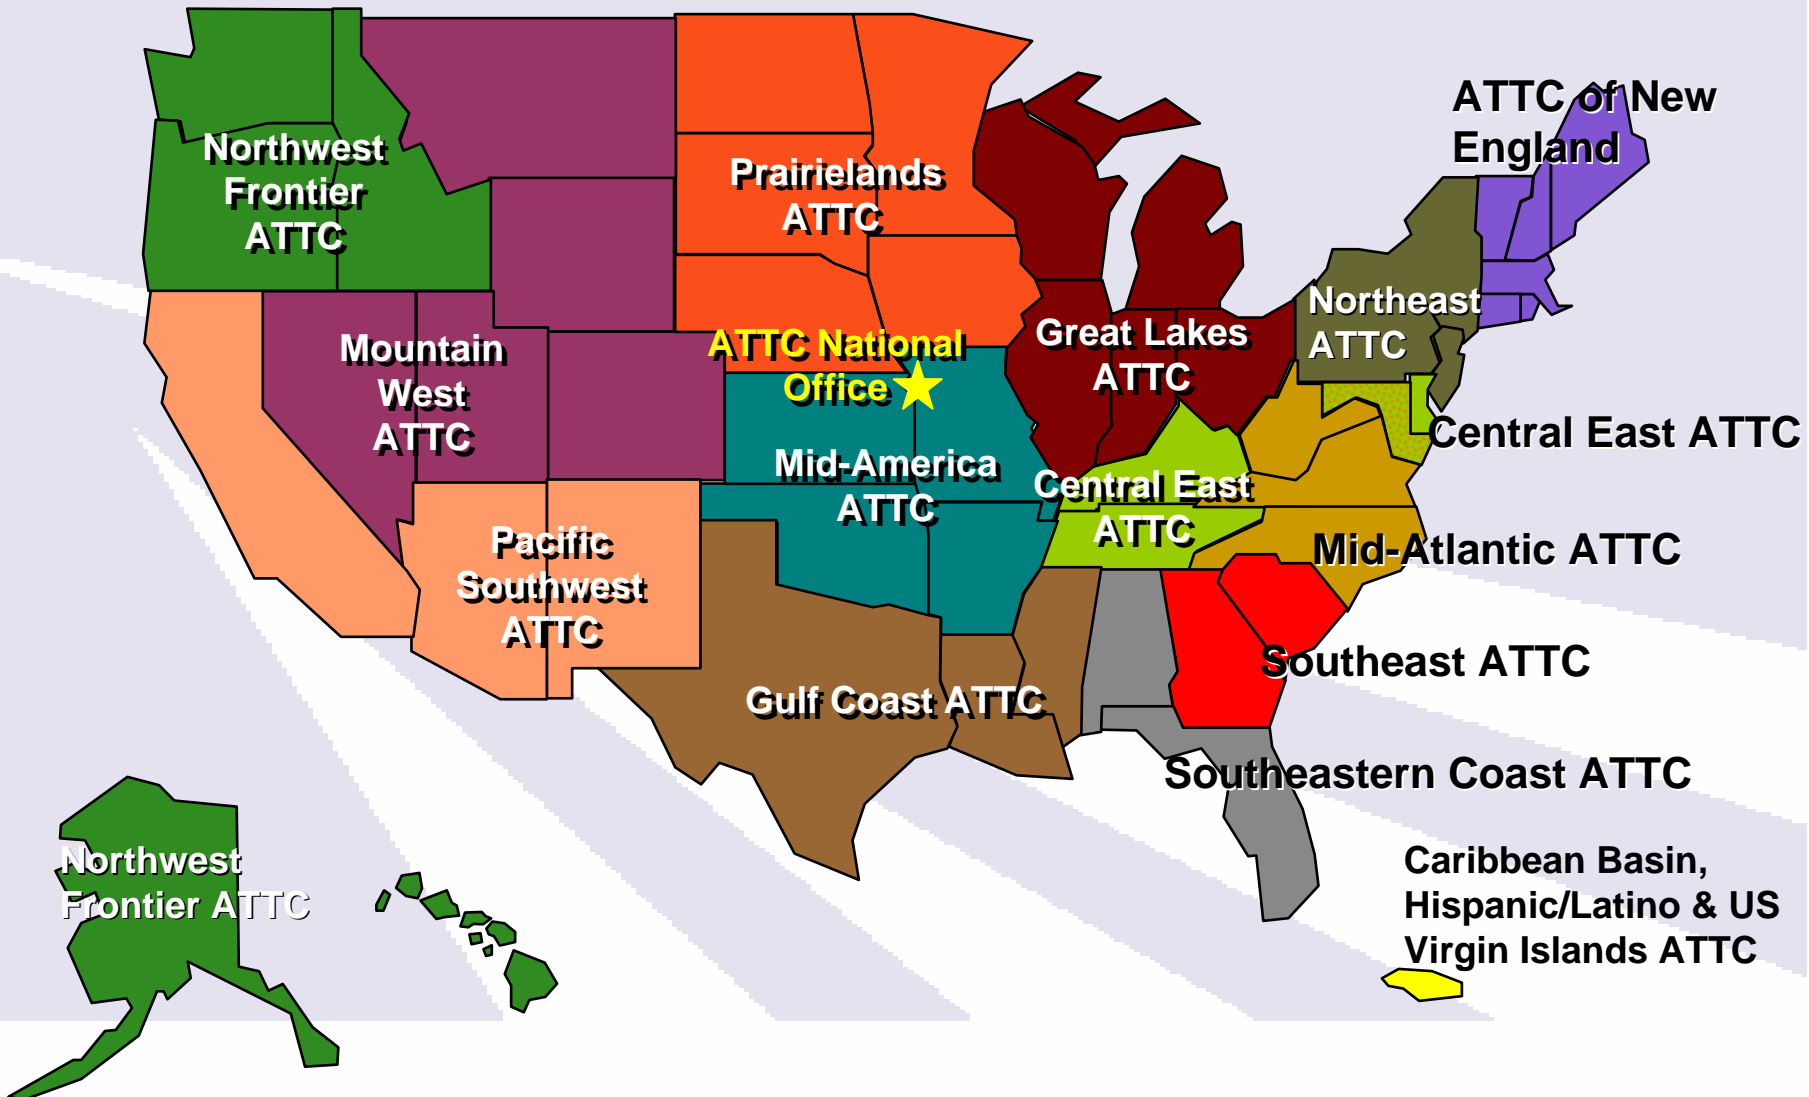 ATTC of New
England
Northwest
Frontier
ATTC
Prairielands
ATTC
Northeast
ATTC
Mountain
West
ATTC
ATTC National
Office
Great Lakes
ATTC
Central East ATTC
Mid-America
ATTC
Central East
ATTC
Pacific
Southwest
ATTC
Mid-Atlantic ATTC
Southeast ATTC
Gulf Coast ATTC
Southeastern Coast ATTC
Northwest
Frontier ATTC
Caribbean Basin,
Hispanic/Latino & US
Virgin Islands ATTC